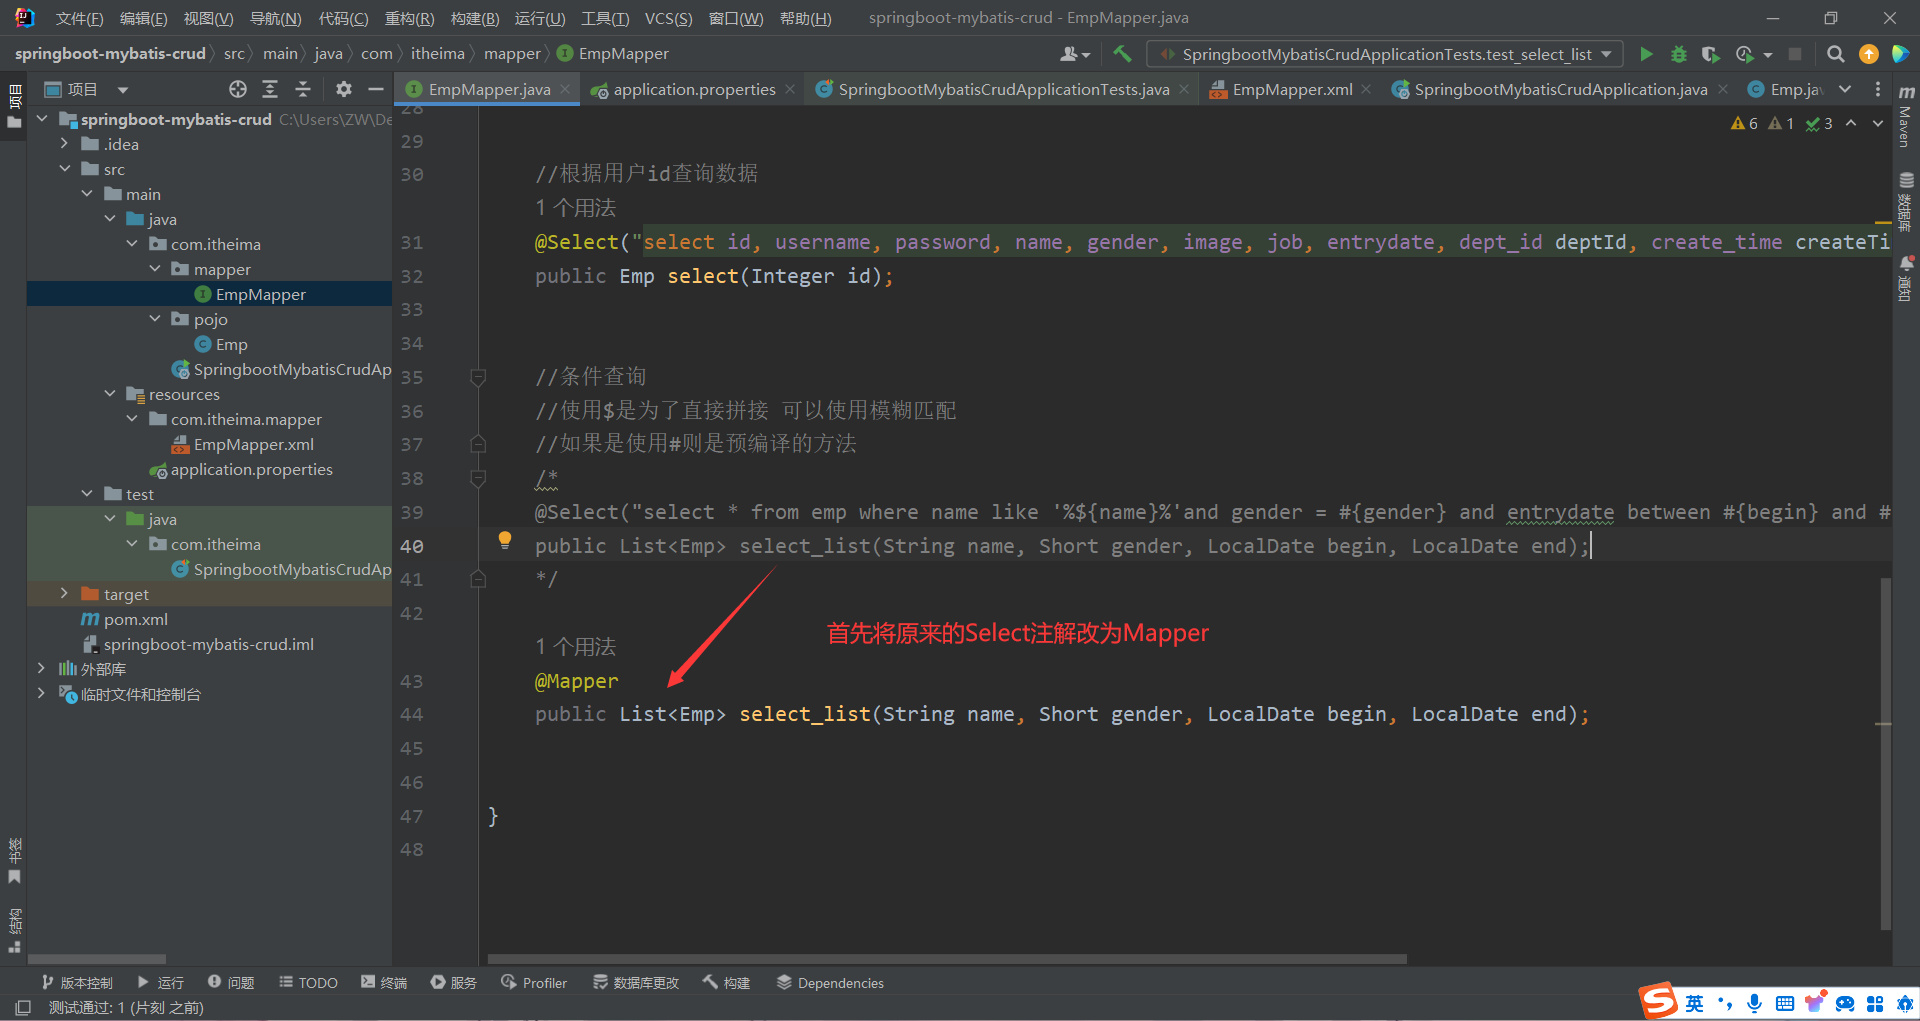 文件(F) 编辑(E) 视图(V) 导航(N) 代码(C) 重构(R) 构建(B) 运行(U) 工具(T) VCS(S) 窗口(W) 帮助(H) springboot-mybatis-crud - EmpMapper.java
springboot-mybatis-crud src main java com itheima mapper EmpMapper SpringbootMybatisCrudApplicationTests.test_select_list
项目
EmpMapper.java application.properties SpringbootMybatisCrudApplicationTests.java EmpMapper.xml SpringbootMybatisCrudApplication.java Emp.ja
6 1 3
项目
书签
结构
Maven
数据库
通知
springboot-mybatis-crud C:\Users\ZW\De
.idea
src
main
java
com.itheima
mapper
EmpMapper
pojo
Emp
SpringbootMybatisCrudAp
resources
com.itheima.mapper
EmpMapper.xml
application.properties
test
java
com.itheima
SpringbootMybatisCrudAp
target
pom.xml
springboot-mybatis-crud.iml
外部库
临时文件和控制台
28
29
30 //根据用户id查询数据
1 个用法
31 @Select("select id, username, password, name, gender, image, job, entrydate, dept_id deptId, create_time createTi
32 public Emp select(Integer id);
33
34
35 //条件查询
36 //使用$是为了直接拼接 可以使用模糊匹配
37 //如果是使用#则是预编译的方法
38 /*
39 @Select("select * from emp where name like '%${name}%'and gender = #{gender} and entrydate between #{begin} and #
40 public List<Emp> select_list(String name, Short gender, LocalDate begin, LocalDate end);
41 */
42
首先将原来的Select注解改为Mapper
1 个用法
43 @Mapper
44 public List<Emp> select_list(String name, Short gender, LocalDate begin, LocalDate end);
45
46
47 }
48
版本控制 运行 问题 TODO 终端 服务 Profiler 数据库更改 构建 Dependencies
测试通过: 1 (片刻 之前)
英